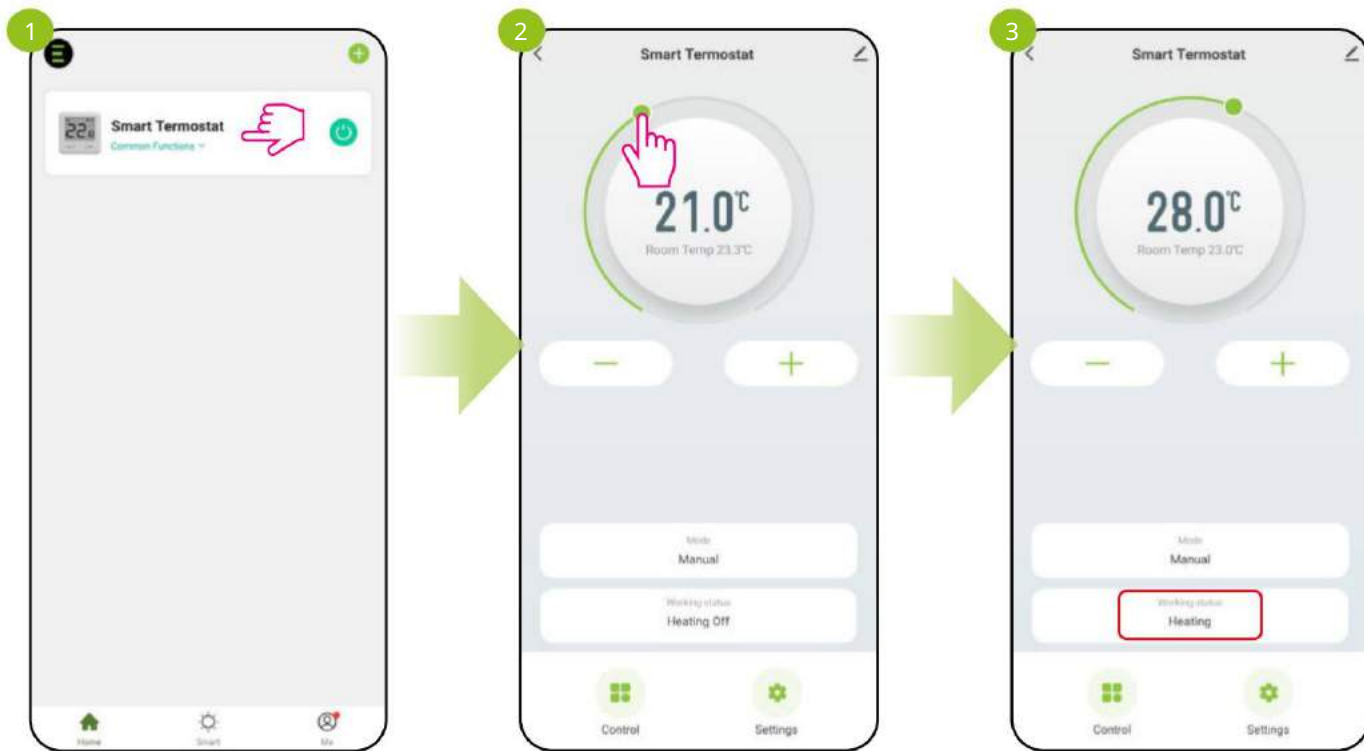 1
Smart Termostat
Common Functions
Home
Smart
Me
2
Smart Termostat
21.0°C
Room Temp 23.3°C
Mode
Manual
Working status
Heating Off
Control
Settings
3
Smart Termostat
28.0°C
Room Temp 23.0°C
Mode
Manual
Working status
Heating
Control
Settings